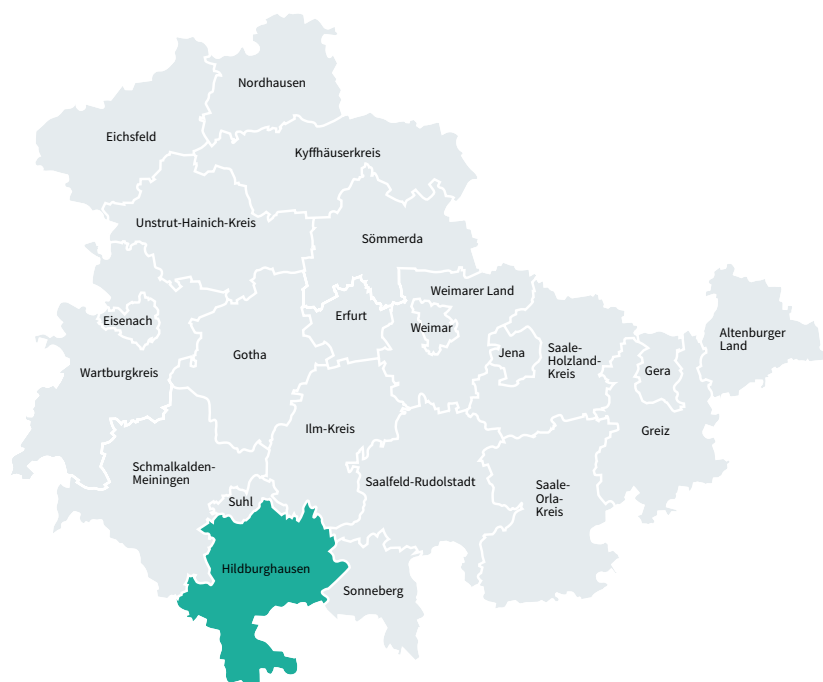 Nordhausen
Eichsfeld
Kyffhäuserkreis
Unstrut-Hainich-Kreis
Sömmerda
Weimarer Land
Eisenach
Erfurt
Weimar
Altenburger
Land
Gotha
Jena
Saale-
Holzland-
Kreis
Wartburgkreis
Gera
Ilm-Kreis
Greiz
Schmalkalden-
Meiningen
Saalfeld-Rudolstadt
Saale-
Orla-
Kreis
Suhl
Hildburghausen
Sonneberg